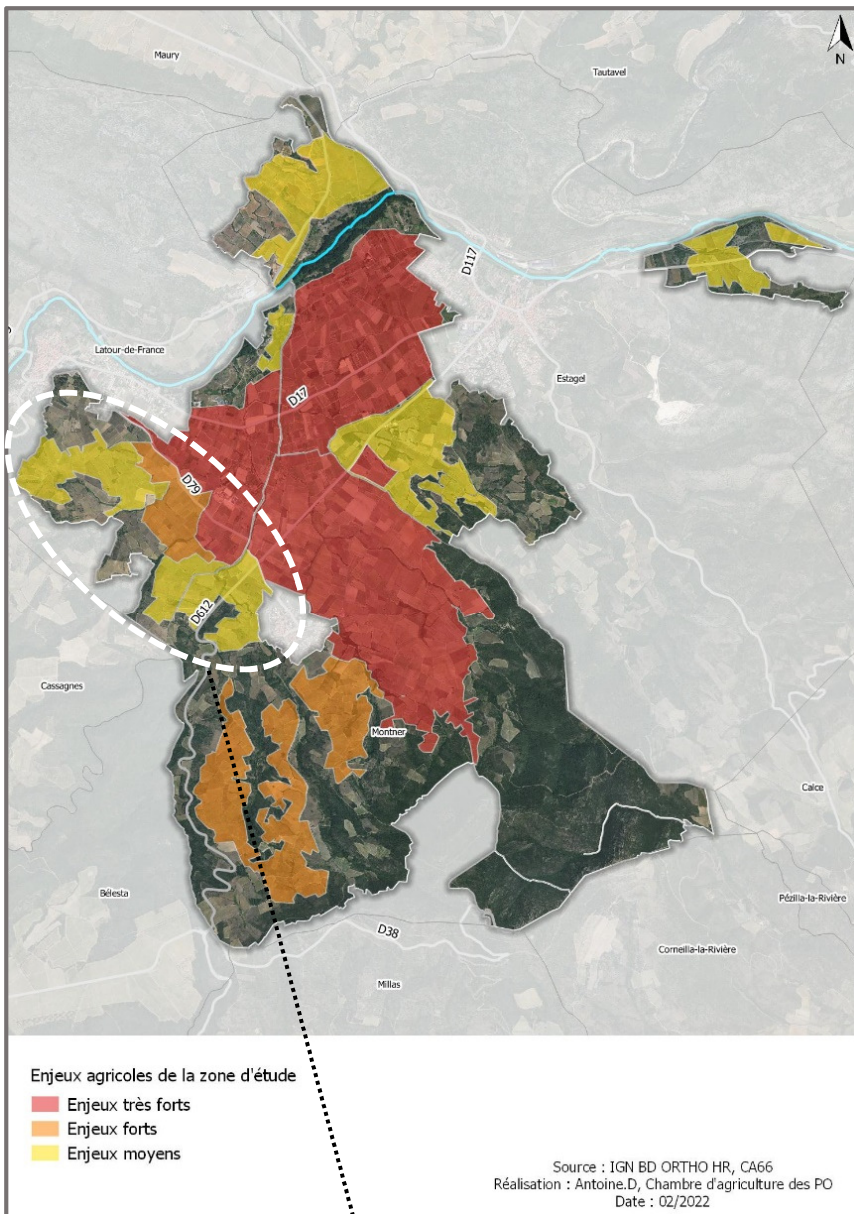 Maury
Tautavel
N
D117
Latour-de-France
Estagel
D17
D79
D612
Cassagnes
Montner
Calce
Bélesta
Pézilla-la-Rivière
D38
Corneilla-la-Rivière
Millas
Enjeux agricoles de la zone d'étude
Enjeux très forts
Enjeux forts
Enjeux moyens
Source : IGN BD ORTHO HR, CA66
Réalisation : Antoine.D, Chambre d'agriculture des PO
Date : 02/2022